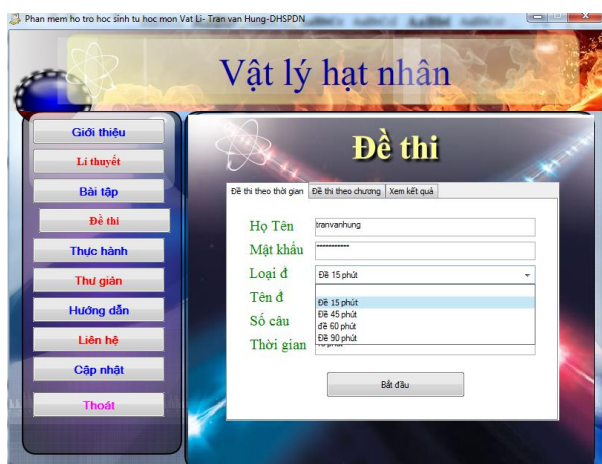 Phan mem ho tro hoc sinh tu hoc mon Vat Li- Tran van Hung-DHSPDN
Vật lý hạt nhân
Giới thiệu
Lí thuyết
Bài tập
Đề thi
Thực hành
Thư giản
Hướng dẫn
Liên hệ
Cập nhật
Thoát
Đề thi
Đề thi theo thời gian Đề thi theo chương Xem kết quả
Họ Tên tranvanhung
Mật khẩu ***********
Loại đ Đề 15 phút
Tên đ
Đề 15 phút
Đề 45 phút
Số câu
đề 60 phút
Đề 90 phút
Thời gian
Bắt đầu